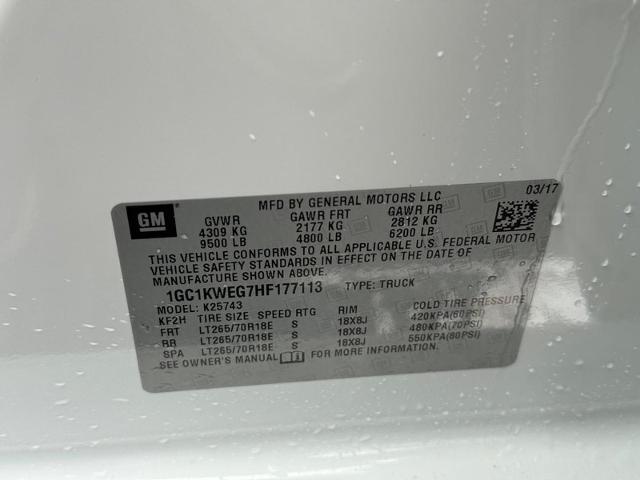 GM
MFD BY GENERAL MOTORS LLC 03/17
GVWR GAWR FRT GAWR RR
4309 KG 2177 KG 2812 KG
9500 LB 4800 LB 6200 LB
THIS VEHICLE CONFORMS TO ALL APPLICABLE U.S. FEDERAL MOTOR
VEHICLE SAFETY STANDARDS IN EFFECT ON THE DATE OF
MANUFACTURE SHOWN ABOVE.
1GC1KWEG7HF177113 TYPE: TRUCK
MODEL: K25743
KF2H TIRE SIZE SPEED RTG RIM COLD TIRE PRESSURE
FRT LT265/70R18E S 18X8J 420KPA(60PSI)
RR LT265/70R18E S 18X8J 480KPA(70PSI)
SPA LT265/70R18E S 18X8J 550KPA(80PSI)
SEE OWNER'S MANUAL FOR MORE INFORMATION.